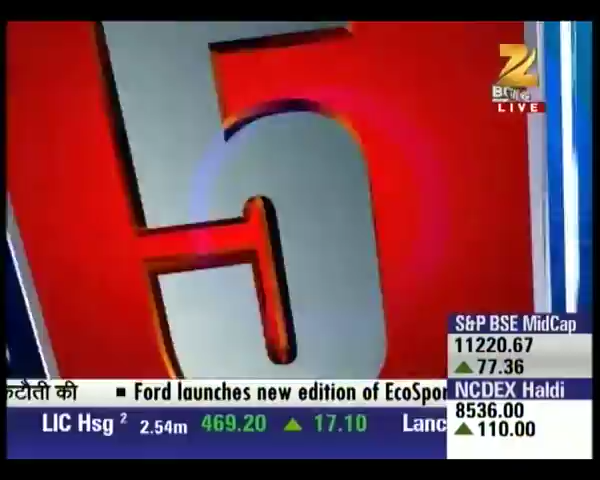 5
LIVE
S&P BSE MidCap
11220.67
▲77.36
कटौती की ▪ Ford launches new edition of EcoSpor
NCDEX Haldi
8536.00
▲110.00
LIC Hsg 2 2.54m 469.20 ▲ 17.10 Lanc